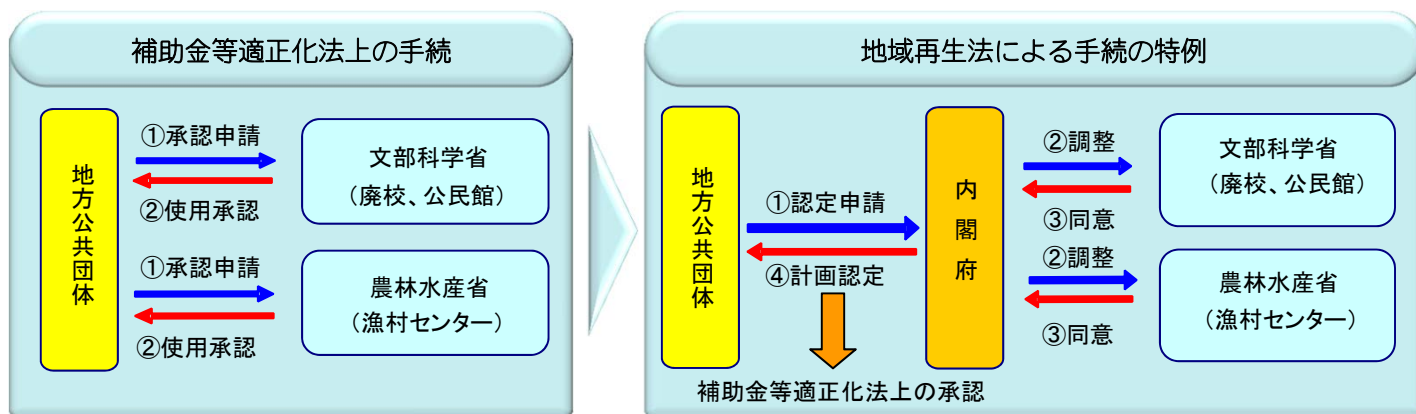 補助金等適正化法上の手続
地方公共団体
①承認申請
②使用承認
文部科学省
（廃校、公民館）
①承認申請
②使用承認
農林水産省
（漁村センター）
地域再生法による手続の特例
地方公共団体
①認定申請
④計画認定
補助金等適正化法上の承認
内閣府
②調整
③同意
文部科学省
（廃校、公民館）
②調整
③同意
農林水産省
（漁村センター）